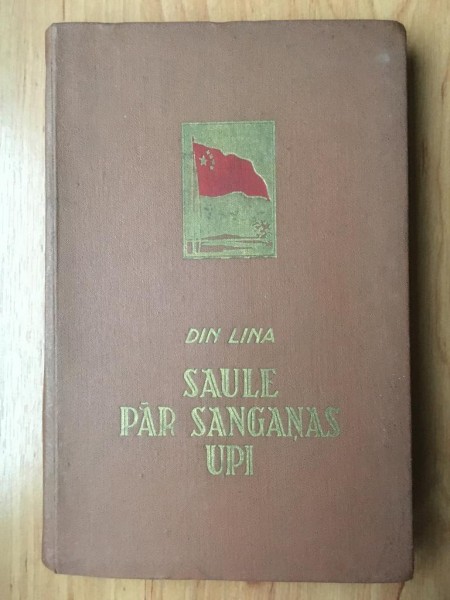 DIN LINA
SAULE
PĀR SANGAŅAS
UPI